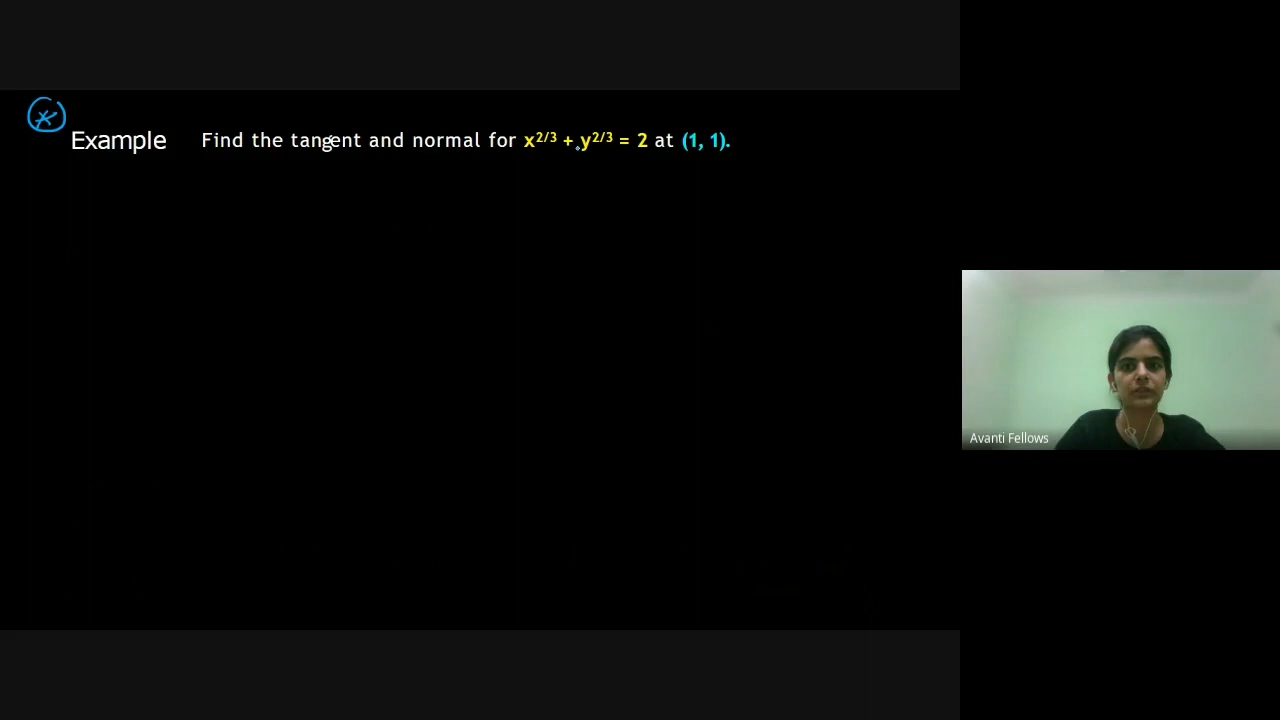 Example Find the tangent and normal for x^2/3 + y^2/3 = 2 at (1, 1).
Avanti Fellows